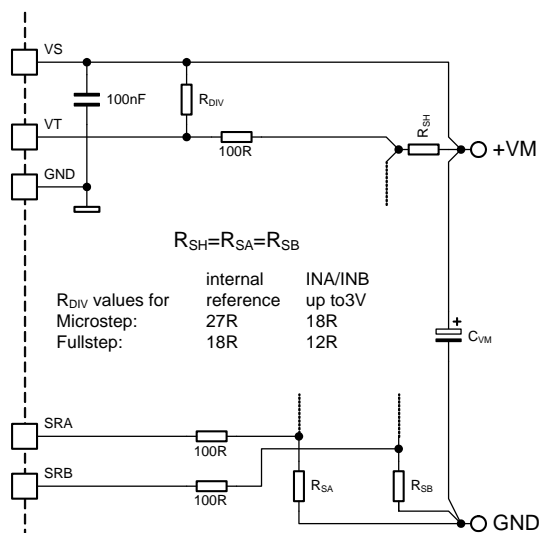 VS
100nF
R_DIV
VT
100R
R_SH
+VM
GND
R_SH=R_SA=R_SB
internal INA/INB
R_DIV values for reference up to3V
Microstep: 27R 18R
Fullstep: 18R 12R
+
C_VM
SRA
100R
SRB
100R
R_SA
R_SB
GND